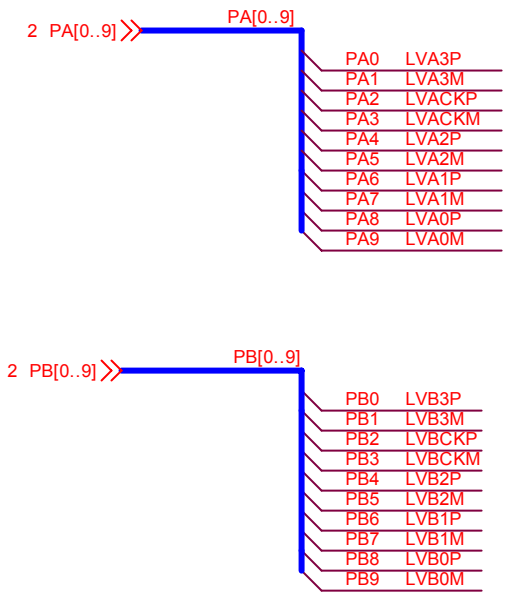 PA[0..9]
2 PA[0..9]
PA0 LVA3P
PA1 LVA3M
PA2 LVACKP
PA3 LVACKM
PA4 LVA2P
PA5 LVA2M
PA6 LVA1P
PA7 LVA1M
PA8 LVA0P
PA9 LVA0M
PB[0..9]
2 PB[0..9]
PB0 LVB3P
PB1 LVB3M
PB2 LVBCKP
PB3 LVBCKM
PB4 LVB2P
PB5 LVB2M
PB6 LVB1P
PB7 LVB1M
PB8 LVB0P
PB9 LVB0M